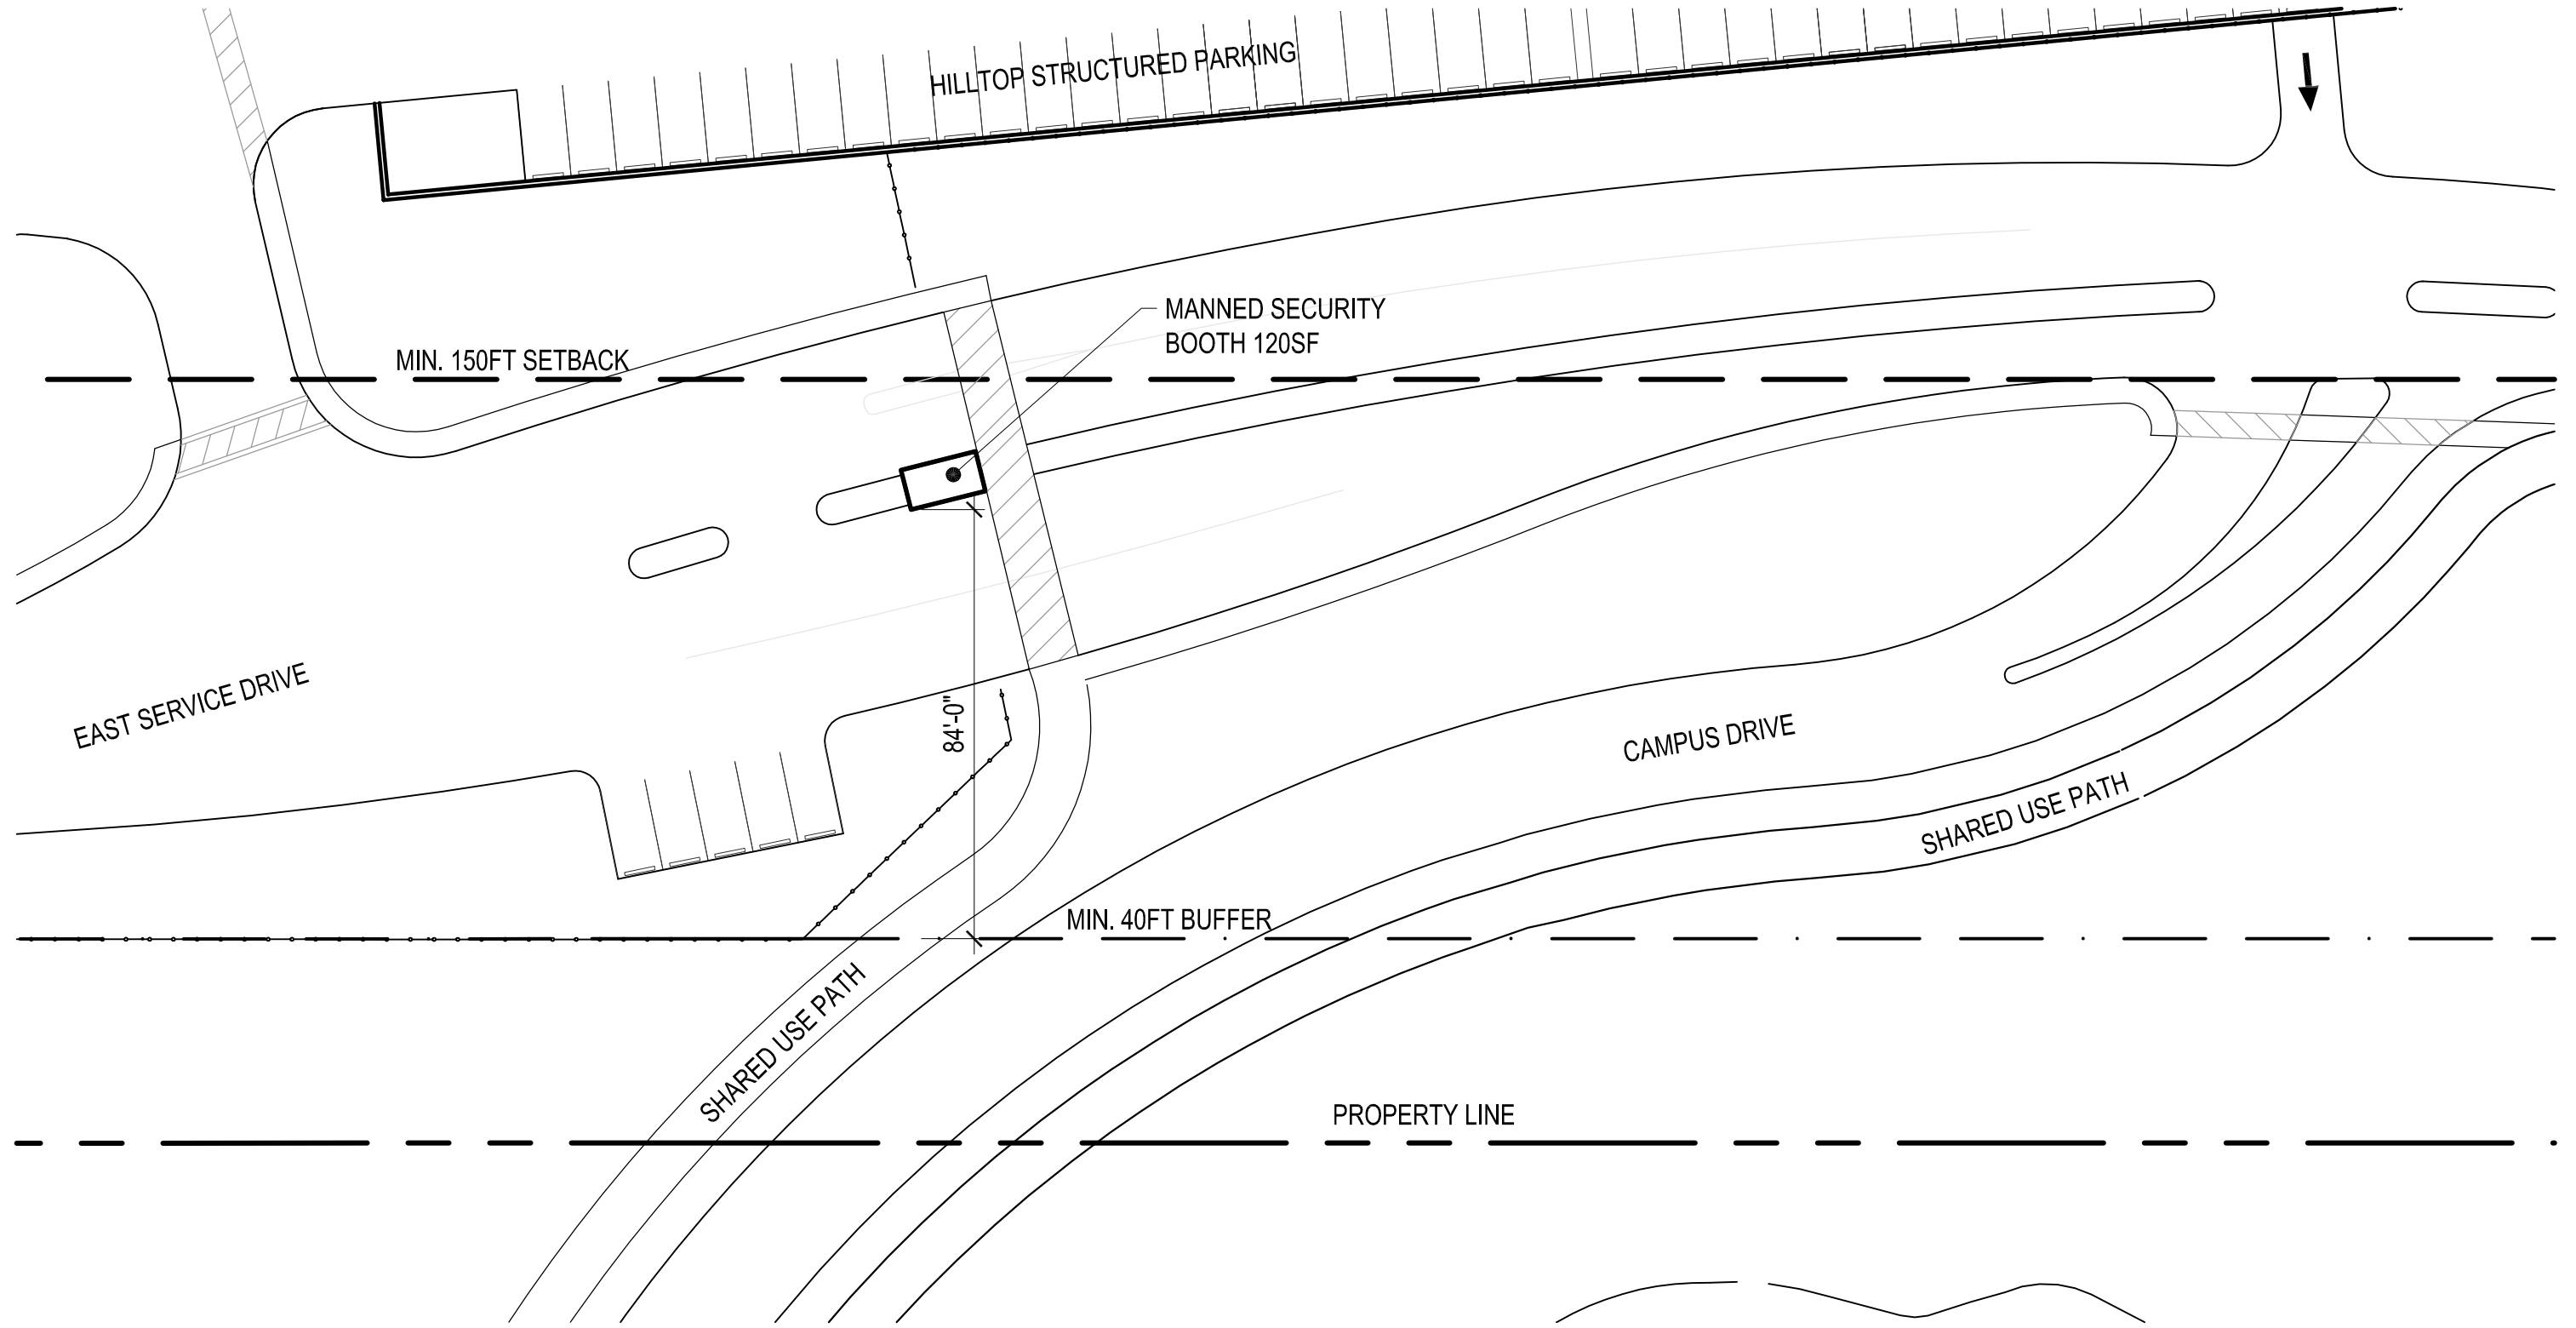 HILLTOP STRUCTURED PARKING
MANNED SECURITY
BOOTH 120SF
MIN. 150FT SETBACK
EAST SERVICE DRIVE
84'-0"
CAMPUS DRIVE
SHARED USE PATH
MIN. 40FT BUFFER
SHARED USE PATH
PROPERTY LINE